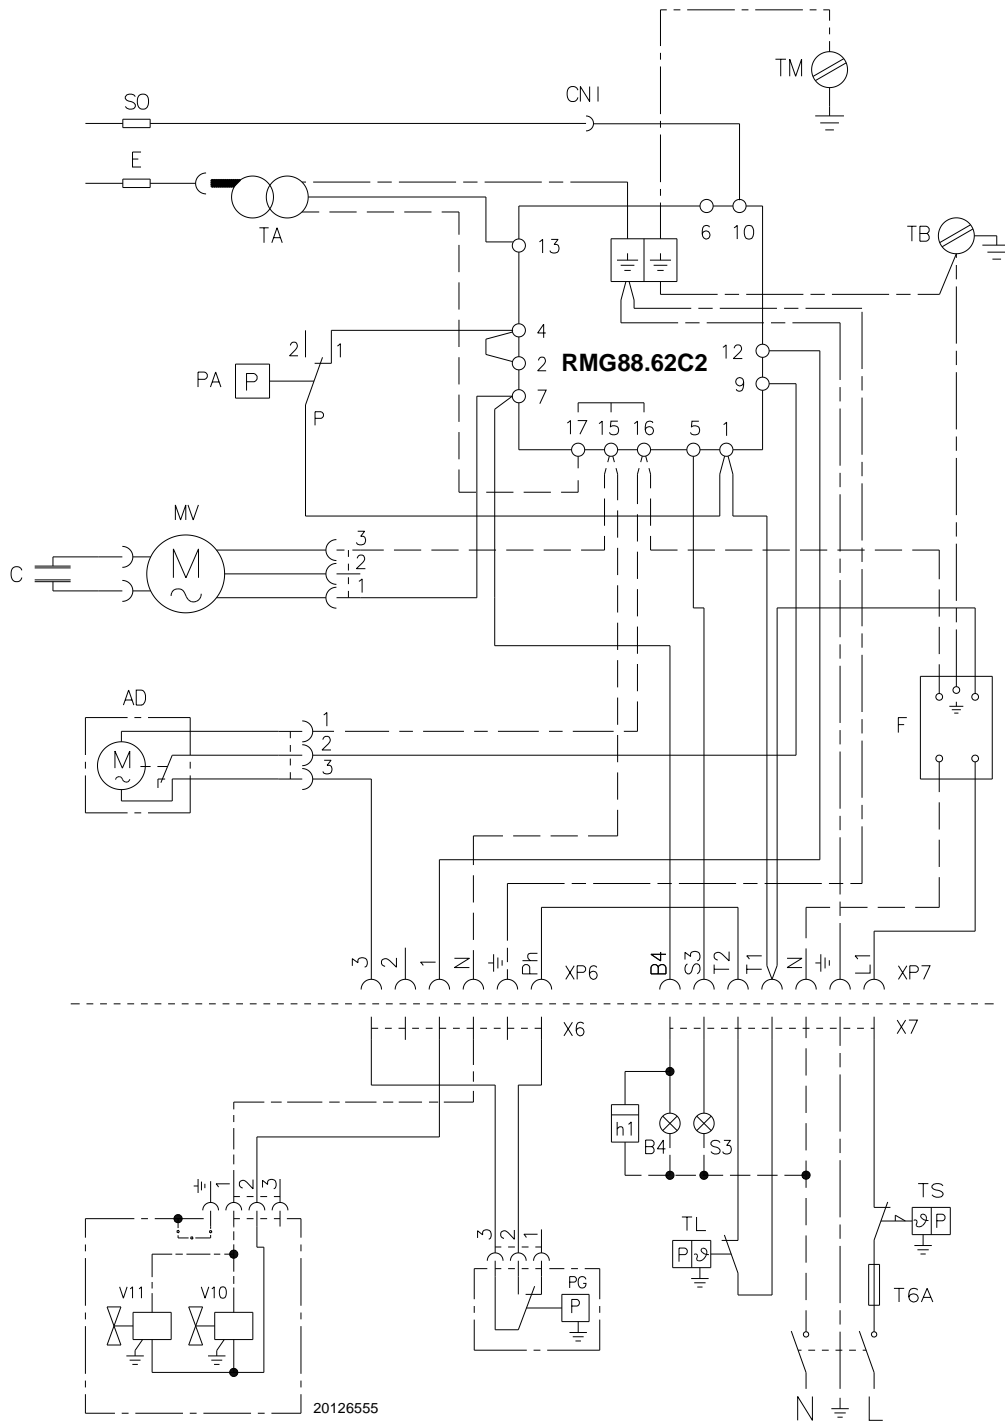 TM
SO
CN1
E
TA
6 10
TB
13
2 1
4
12
PA P
2
RMG88.62C2
9
7
P
17 15 16 5 1
MV
3
C M
2
1
AD
1
M
2
3
F
3 2 1 N Ph XP6
B4 S3 T2 T1 N L1 XP7
X6 X7
h1 B4 S3
1 2 3
3 2 1
TS
TL
ϑ P
P ϑ
V11 V10
PG
P
T6A
N L
20126555